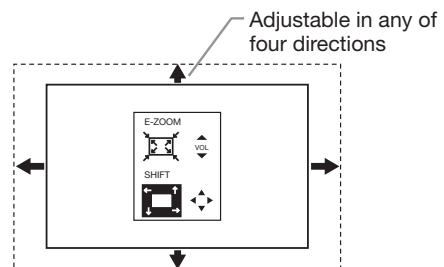 Adjustable in any of
four directions
E-ZOOM
VOL
SHIFT